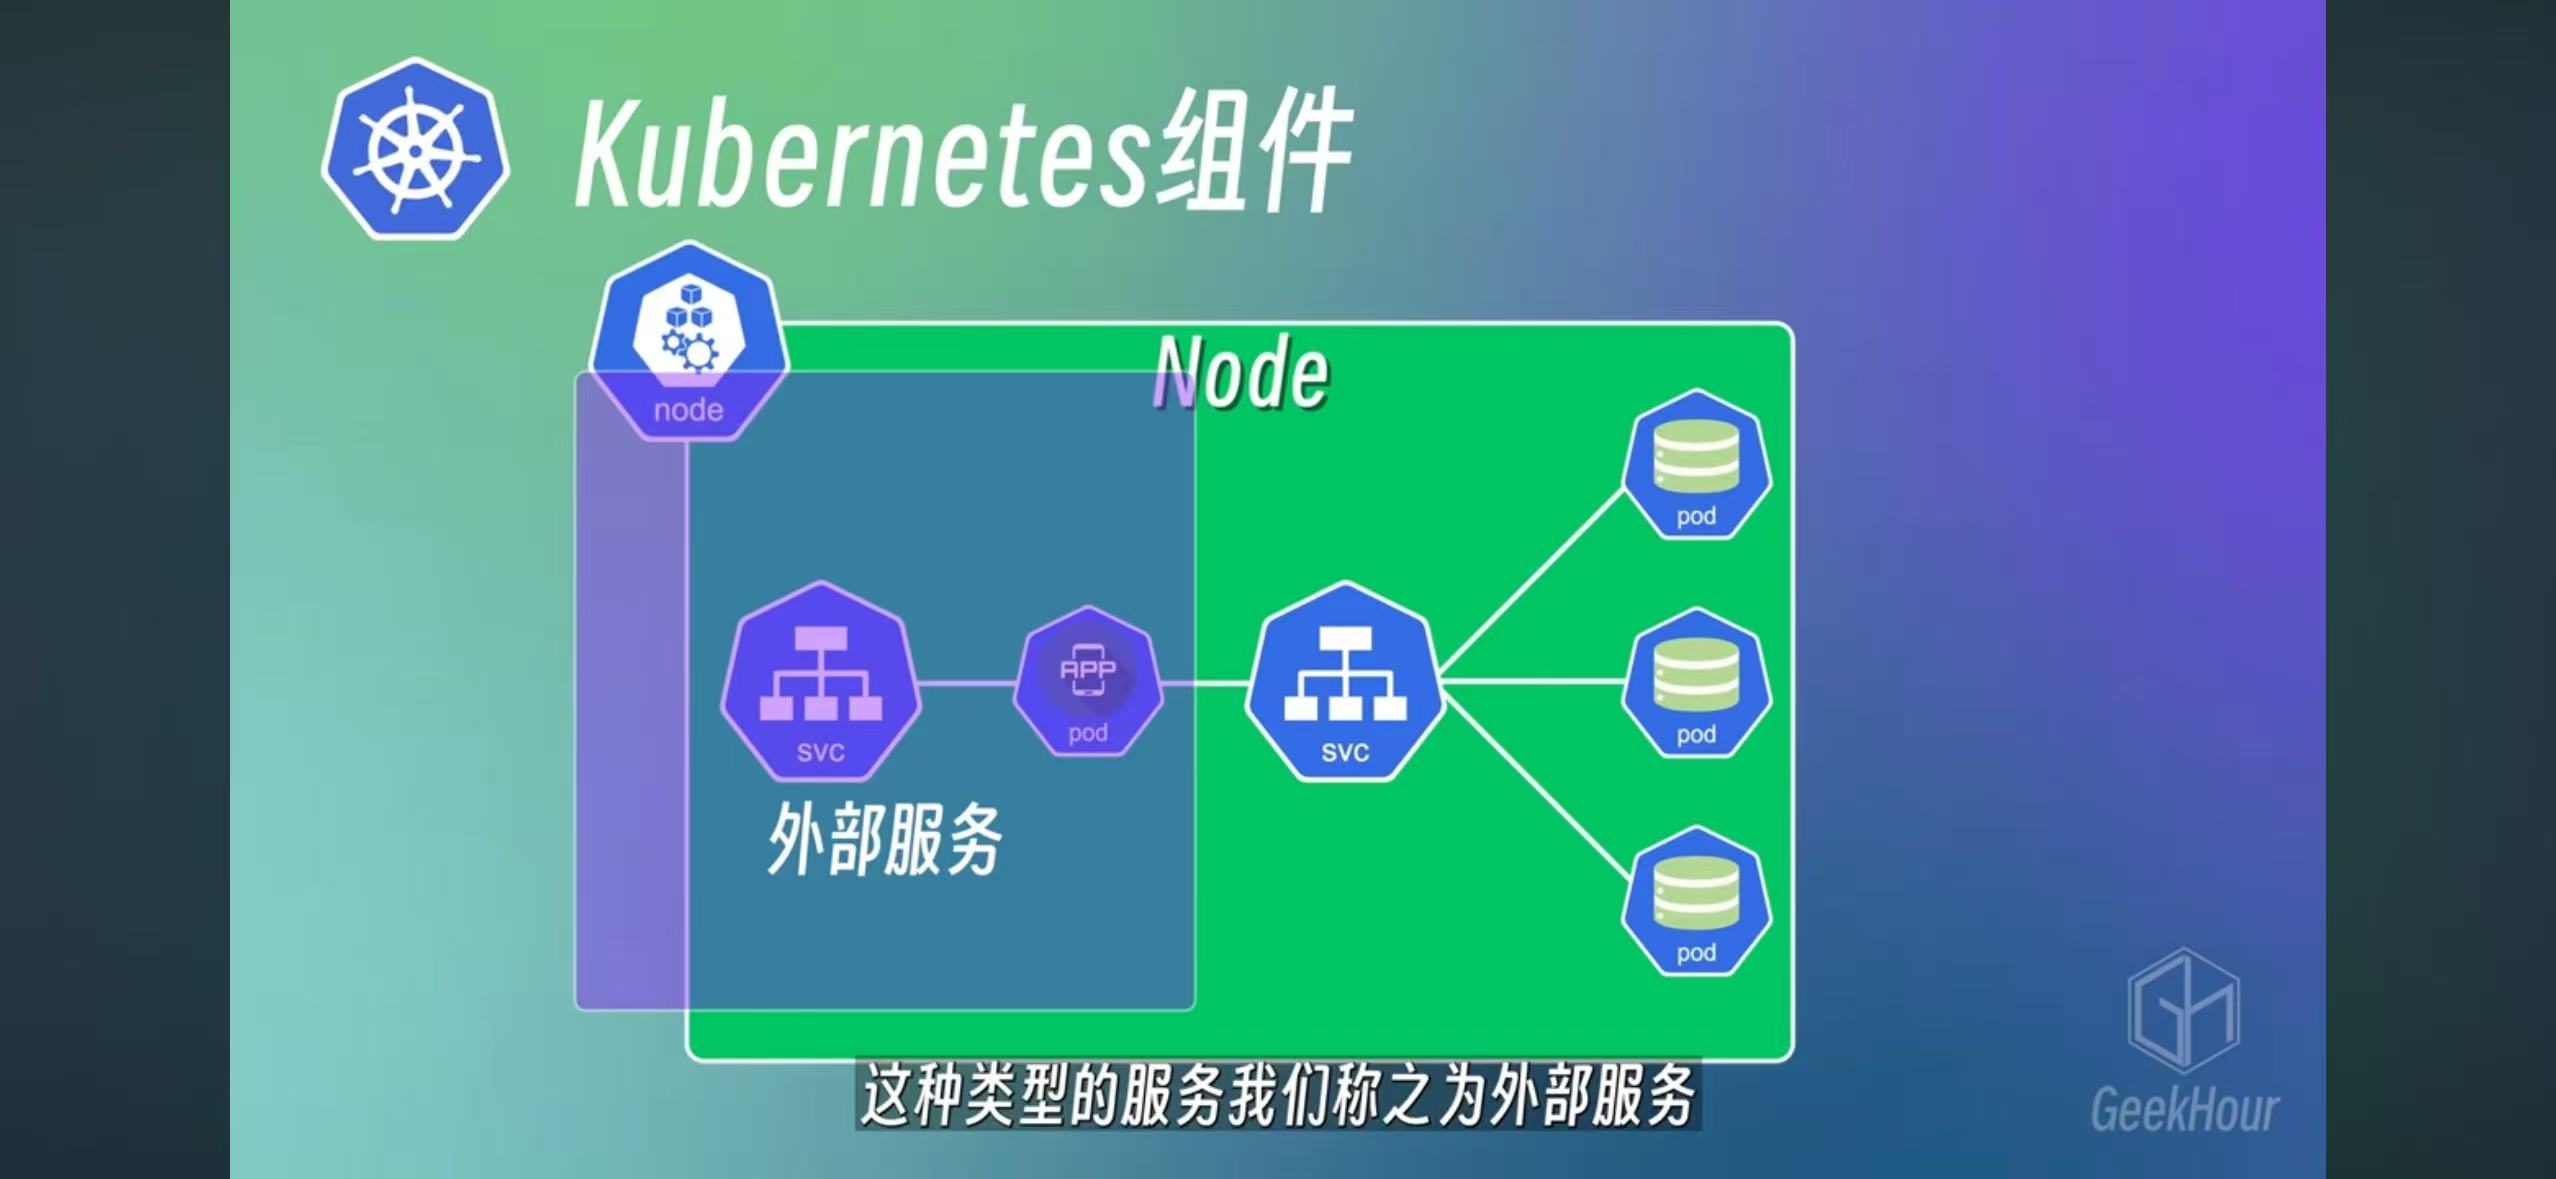 Kubernetes组件
node
Node
pod
svc
APP
pod
svc
pod
外部服务
pod
这种类型的服务我们称之为外部服务
GeekHour